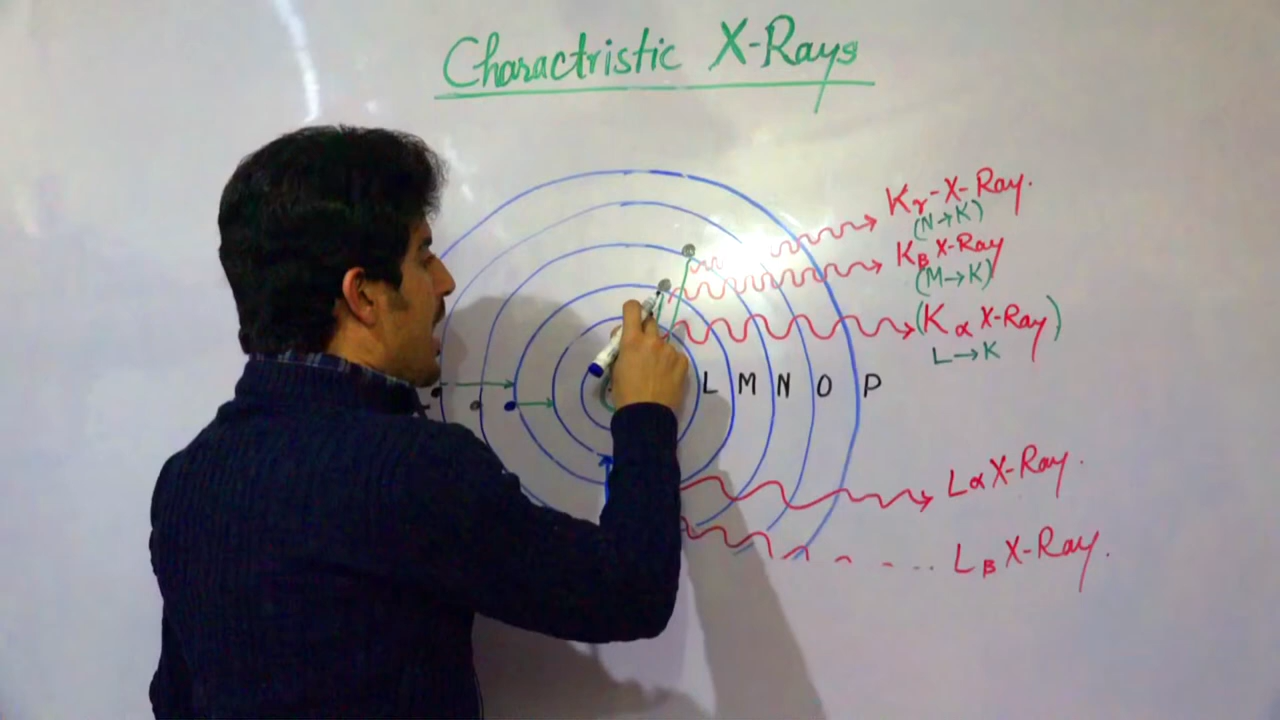 Charactristic X-Rays
Kγ-X-Ray.
(N→K)
Kβ X-Ray
(M→K)
(Kα X-Ray)
L→K
L M N O P
Lα X-Ray.
Lβ X-Ray.